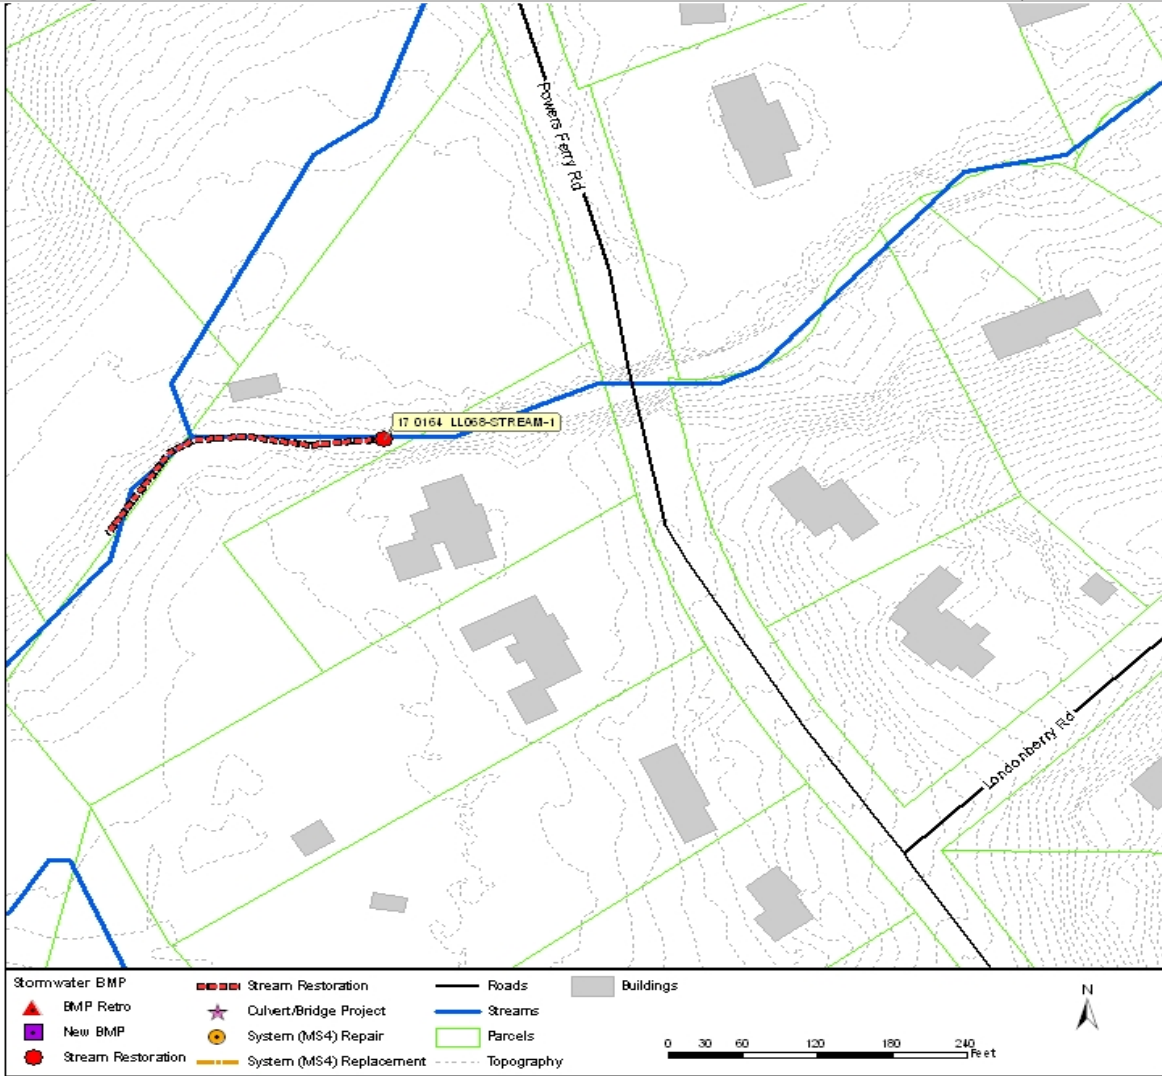 Powers Ferry Rd
17 0164 LL068-STREAM-1
Londonberry Rd
Stormwater BMP
BMP Retro
New BMP
Stream Restoration
Stream Restoration
Culvert/Bridge Project
System (MS4) Repair
System (MS4) Replacement
Roads
Streams
Parcels
Topography
Buildings
N
0 30 60 120 180 240
Feet